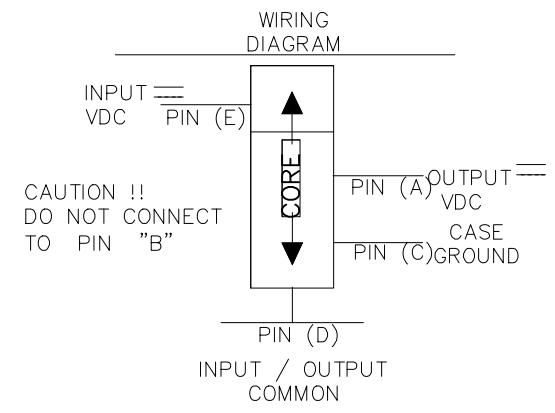 WIRING
DIAGRAM
INPUT
VDC
PIN (E)
CORE
PIN (A)
OUTPUT
VDC
CAUTION !!
DO NOT CONNECT
TO PIN "B"
PIN (C)
CASE
GROUND
PIN (D)
INPUT / OUTPUT
COMMON